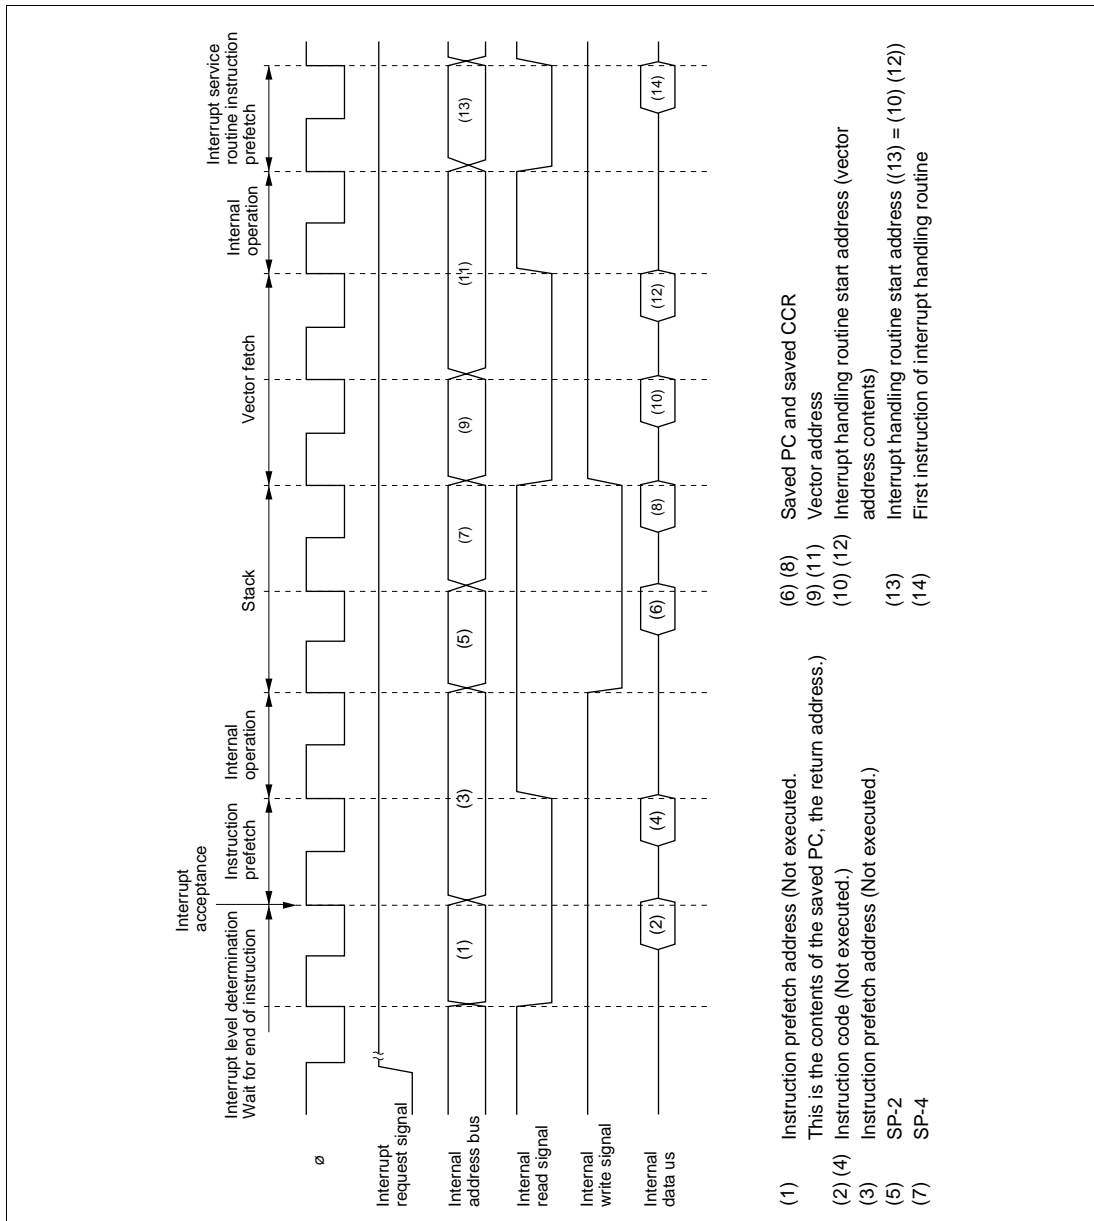 Interrupt
acceptance
Interrupt level determination
Wait for end of instruction
Instruction
prefetch
Internal
operation
Stack
Vector fetch
Internal
operation
Interrupt service
routine instruction
prefetch
ø
Interrupt
request signal
Internal
address bus
(1)
(3)
(5)
(7)
(9)
(11)
(13)
Internal
read signal
Internal
write signal
Internal
data us
(2)
(4)
(6)
(8)
(10)
(12)
(14)
(1) Instruction prefetch address (Not executed.
This is the contents of the saved PC, the return address.)
(2) (4) Instruction code (Not executed.)
(3) Instruction prefetch address (Not executed.)
(5) SP-2
(7) SP-4
(6) (8) Saved PC and saved CCR
(9) (11) Vector address
(10) (12) Interrupt handling routine start address (vector
address contents)
(13) Interrupt handling routine start address ((13) = (10) (12))
(14) First instruction of interrupt handling routine